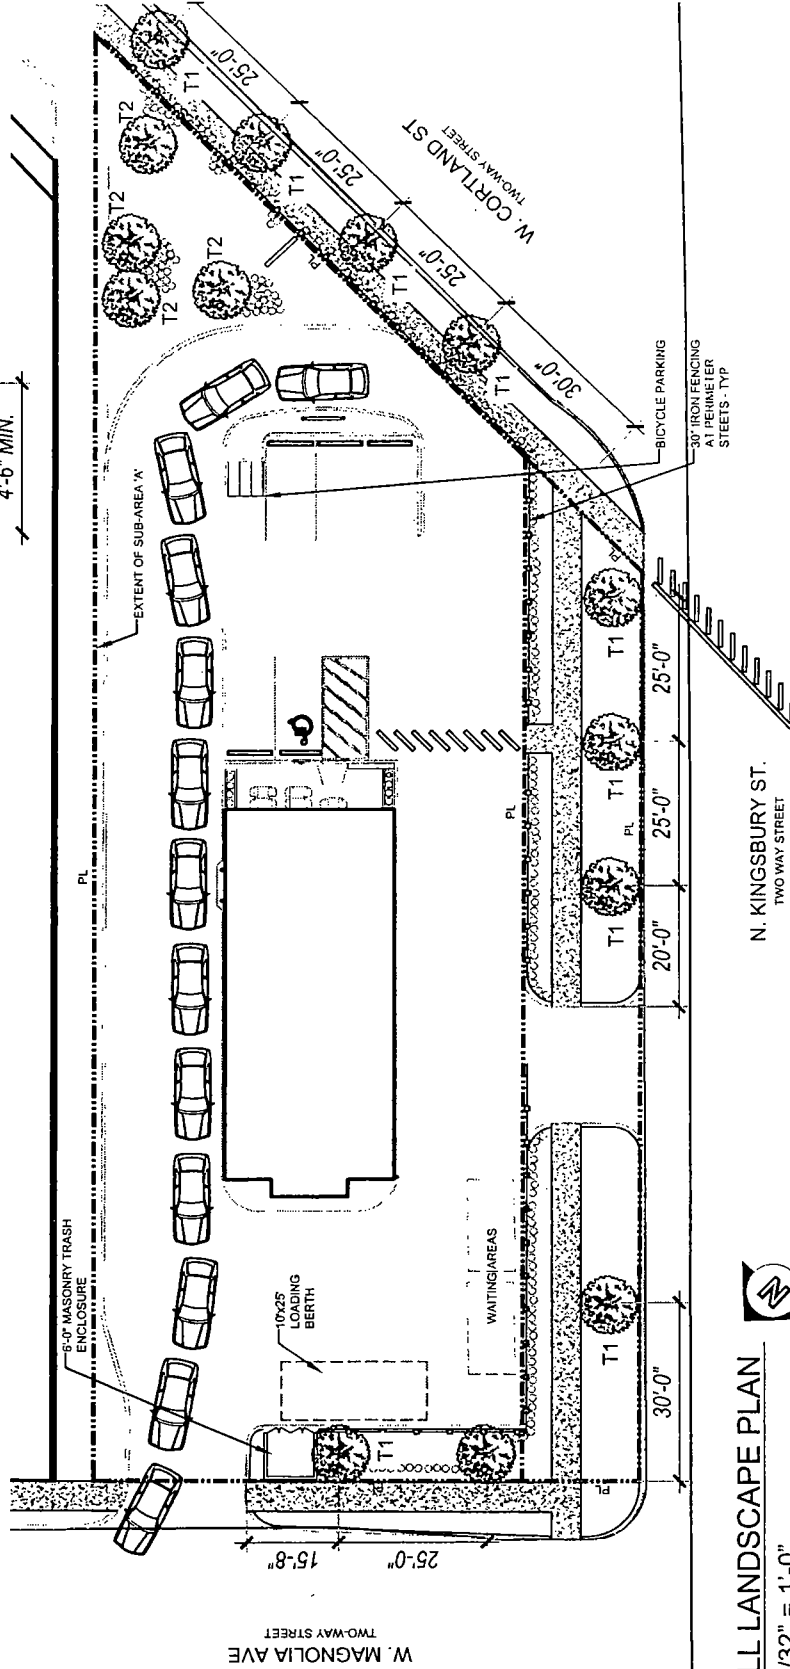 4'-6" MIN.
T1
25'-0"
T2
T1
25'-0"
W. CORTLAND ST
TWO-WAY STREET
T2
T2
T2
PL
T1
25'-0"
T1
30'-0"
BICYCLE PARKING
30" IRON FENCING
AT PERIMETER
STEETS - TYP
EXTENT OF SUB-AREA 'A'
PL
PL
T1
25'-0"
T1
25'-0"
PL
PL
T1
20'-0"
N. KINGSBURY ST.
TWO WAY STREET
6'-0" MASONRY TRASH
ENCLOSURE
10'x25'
LOADING
BERTH
WAITING AREAS
T1
30'-0"
T1
PL
PL
15'-8"
25'-0"
W. MAGNOLIA AVE
TWO-WAY STREET
N
LL LANDSCAPE PLAN
/32" = 1'-0"